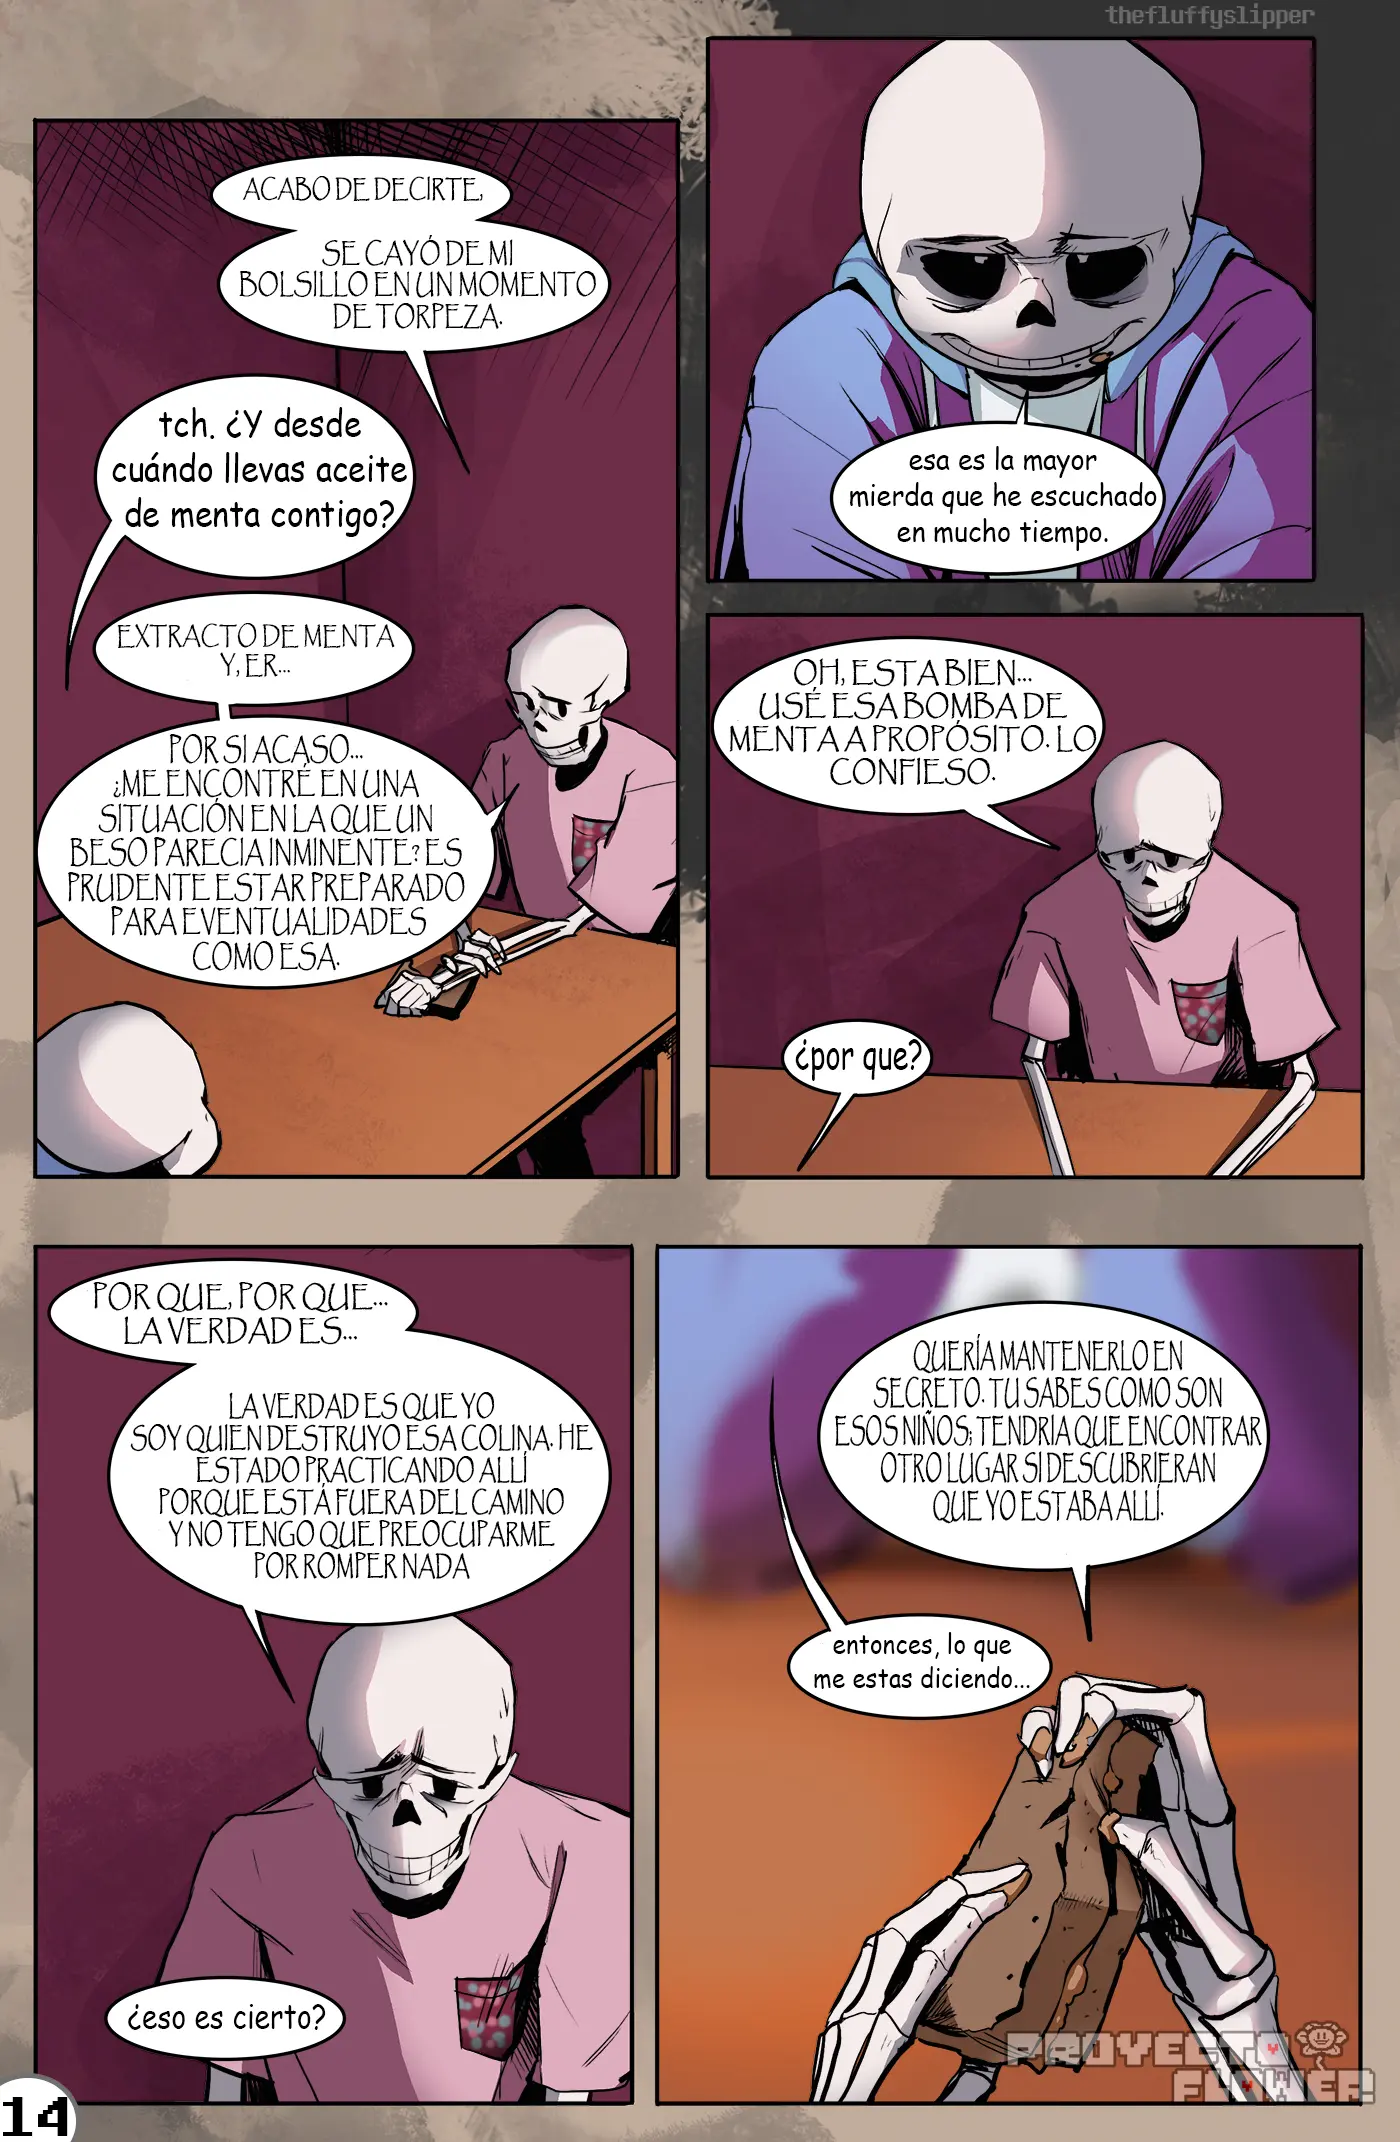 thefluffyslipper
ACABO DE DECIRTE,
SE CAYÓ DE MI
BOLSILLO EN UN MOMENTO
DE TORPEZA.
tch. ¿Y desde
cuándo llevas aceite
de menta contigo?
EXTRACTO DE MENTA
Y, ER...
POR SI ACASO...
¿ME ENCONTRÉ EN UNA
SITUACIÓN EN LA QUE UN
BESO PARECIA INMINENTE? ES
PRUDENTE ESTAR PREPARADO
PARA EVENTUALIDADES
COMO ESA.
esa es la mayor
mierda que he escuchado
en mucho tiempo.
OH, ESTA BIEN...
USÉ ESA BOMBA DE
MENTA A PROPÓSITO. LO
CONFIESO.
¿por que?
POR QUE, POR QUE...
LA VERDAD ES...
LA VERDAD ES QUE YO
SOY QUIEN DESTRUYO ESA COLINA. HE
ESTADO PRACTICANDO ALLÍ
PORQUE ESTÁ FUERA DEL CAMINO
Y NO TENGO QUE PREOCUPARME
POR ROMPER NADA
¿eso es cierto?
QUERÍA MANTENERLO EN
SECRETO. TU SABES COMO SON
ESOS NIÑOS; TENDRIA QUE ENCONTRAR
OTRO LUGAR SI DESCUBRIERAN
QUE YO ESTABA ALLÍ.
entonces, lo que
me estas diciendo...
PROYECTO
FLOWER!
14